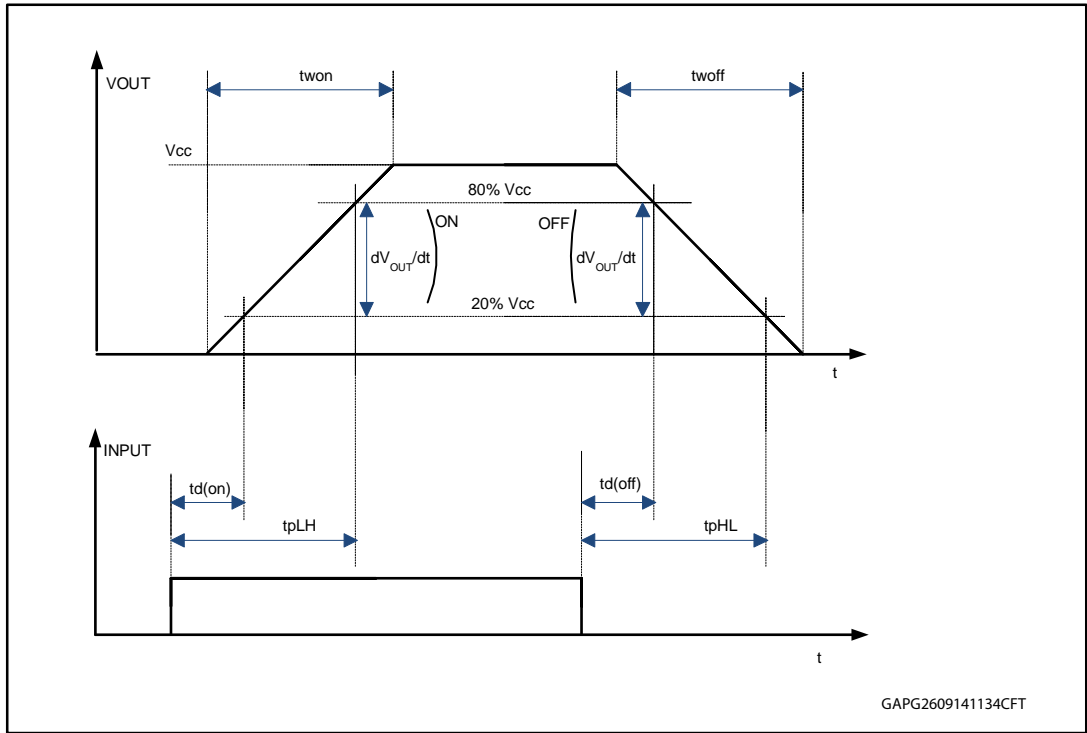 VOUT
twon
twoff
Vcc
80% Vcc
ON
OFF
dVOUT/dt
dVOUT/dt
20% Vcc
t
INPUT
td(on)
td(off)
tpLH
tpHL
t
GAPG2609141134CFT